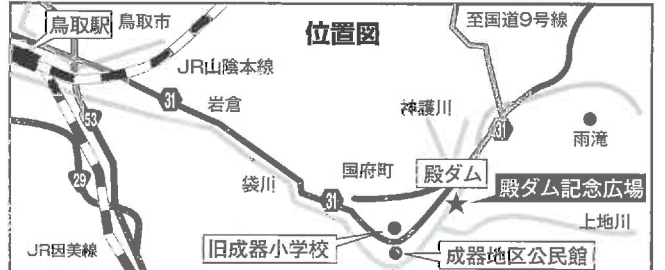 位置図
鳥取駅
鳥取市
至国道9号線
JR山陰本線
31
岩倉
神護川
31
雨滝
53
殿ダム
国府町
29
袋川
31
殿ダム記念広場
上地川
旧成器小学校
成器地区公民館
JR因美線